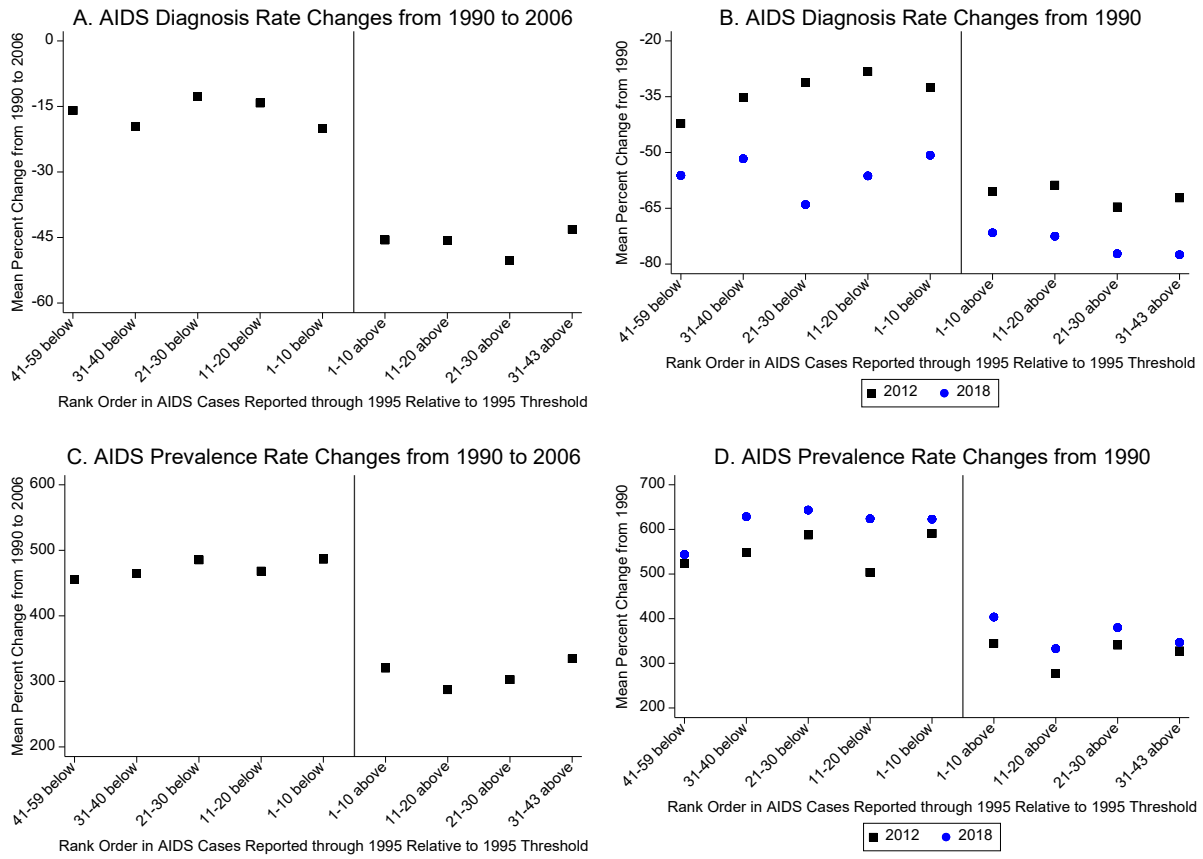 A. AIDS Diagnosis Rate Changes from 1990 to 2006
Mean Percent Change from 1990 to 2006
0
-15
-30
-45
-60
41-59 below
31-40 below
21-30 below
11-20 below
1-10 below
1-10 above
11-20 above
21-30 above
31-43 above
Rank Order in AIDS Cases Reported through 1995 Relative to 1995 Threshold
B. AIDS Diagnosis Rate Changes from 1990
Mean Percent Change from 1990
-20
-35
-50
-65
-80
41-59 below
31-40 below
21-30 below
11-20 below
1-10 below
1-10 above
11-20 above
21-30 above
31-43 above
Rank Order in AIDS Cases Reported through 1995 Relative to 1995 Threshold
2012 2018
C. AIDS Prevalence Rate Changes from 1990 to 2006
Mean Percent Change from 1990 to 2006
600
500
400
300
200
41-59 below
31-40 below
21-30 below
11-20 below
1-10 below
1-10 above
11-20 above
21-30 above
31-43 above
Rank Order in AIDS Cases Reported through 1995 Relative to 1995 Threshold
D. AIDS Prevalence Rate Changes from 1990
Mean Percent Change from 1990
700
600
500
400
300
200
41-59 below
31-40 below
21-30 below
11-20 below
1-10 below
1-10 above
11-20 above
21-30 above
31-43 above
Rank Order in AIDS Cases Reported through 1995 Relative to 1995 Threshold
2012 2018